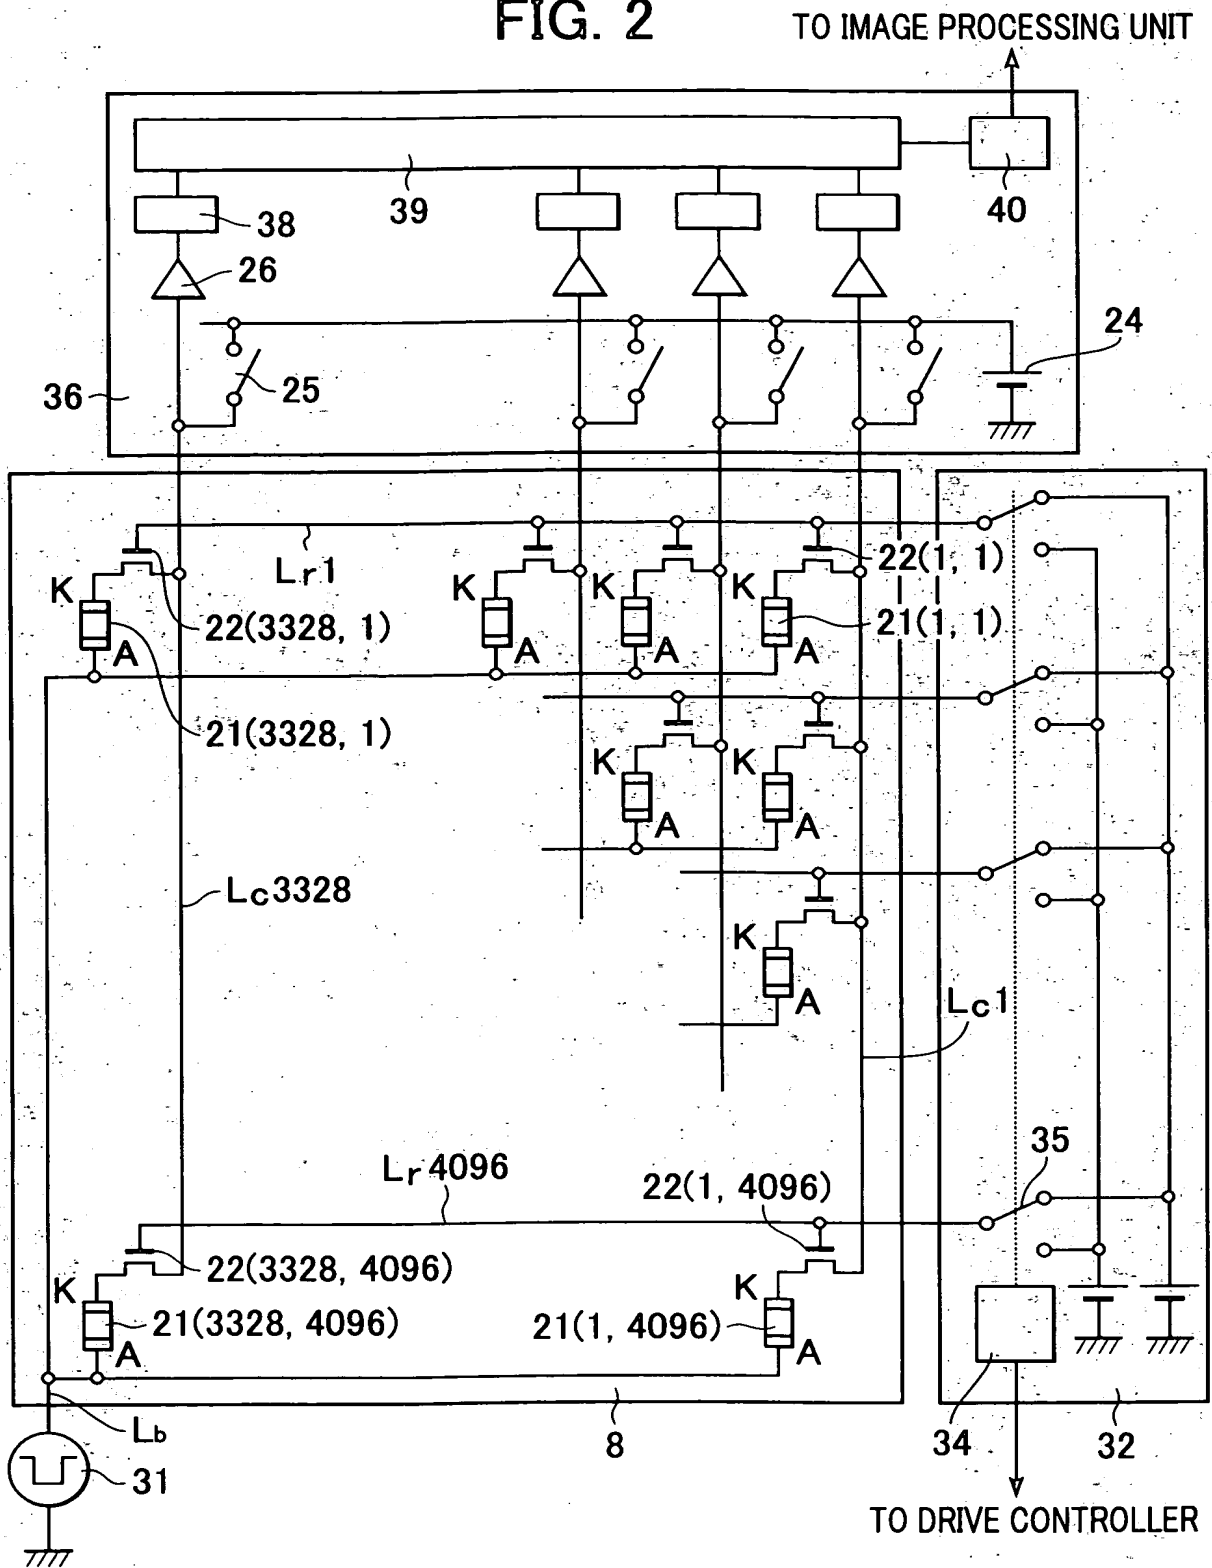 FIG. 2
TO IMAGE PROCESSING UNIT
39
40
38
26
24
25
36
Lr1
22(1, 1)
K
K
K
K
22(3328, 1)
21(1, 1)
A
A
A
A
21(3328, 1)
K
K
A
A
Lc3328
K
A
Lc1
35
Lr4096
22(1, 4096)
22(3328, 4096)
K
K
21(3328, 4096)
21(1, 4096)
A
A
Lb
8
34
32
31
TO DRIVE CONTROLLER